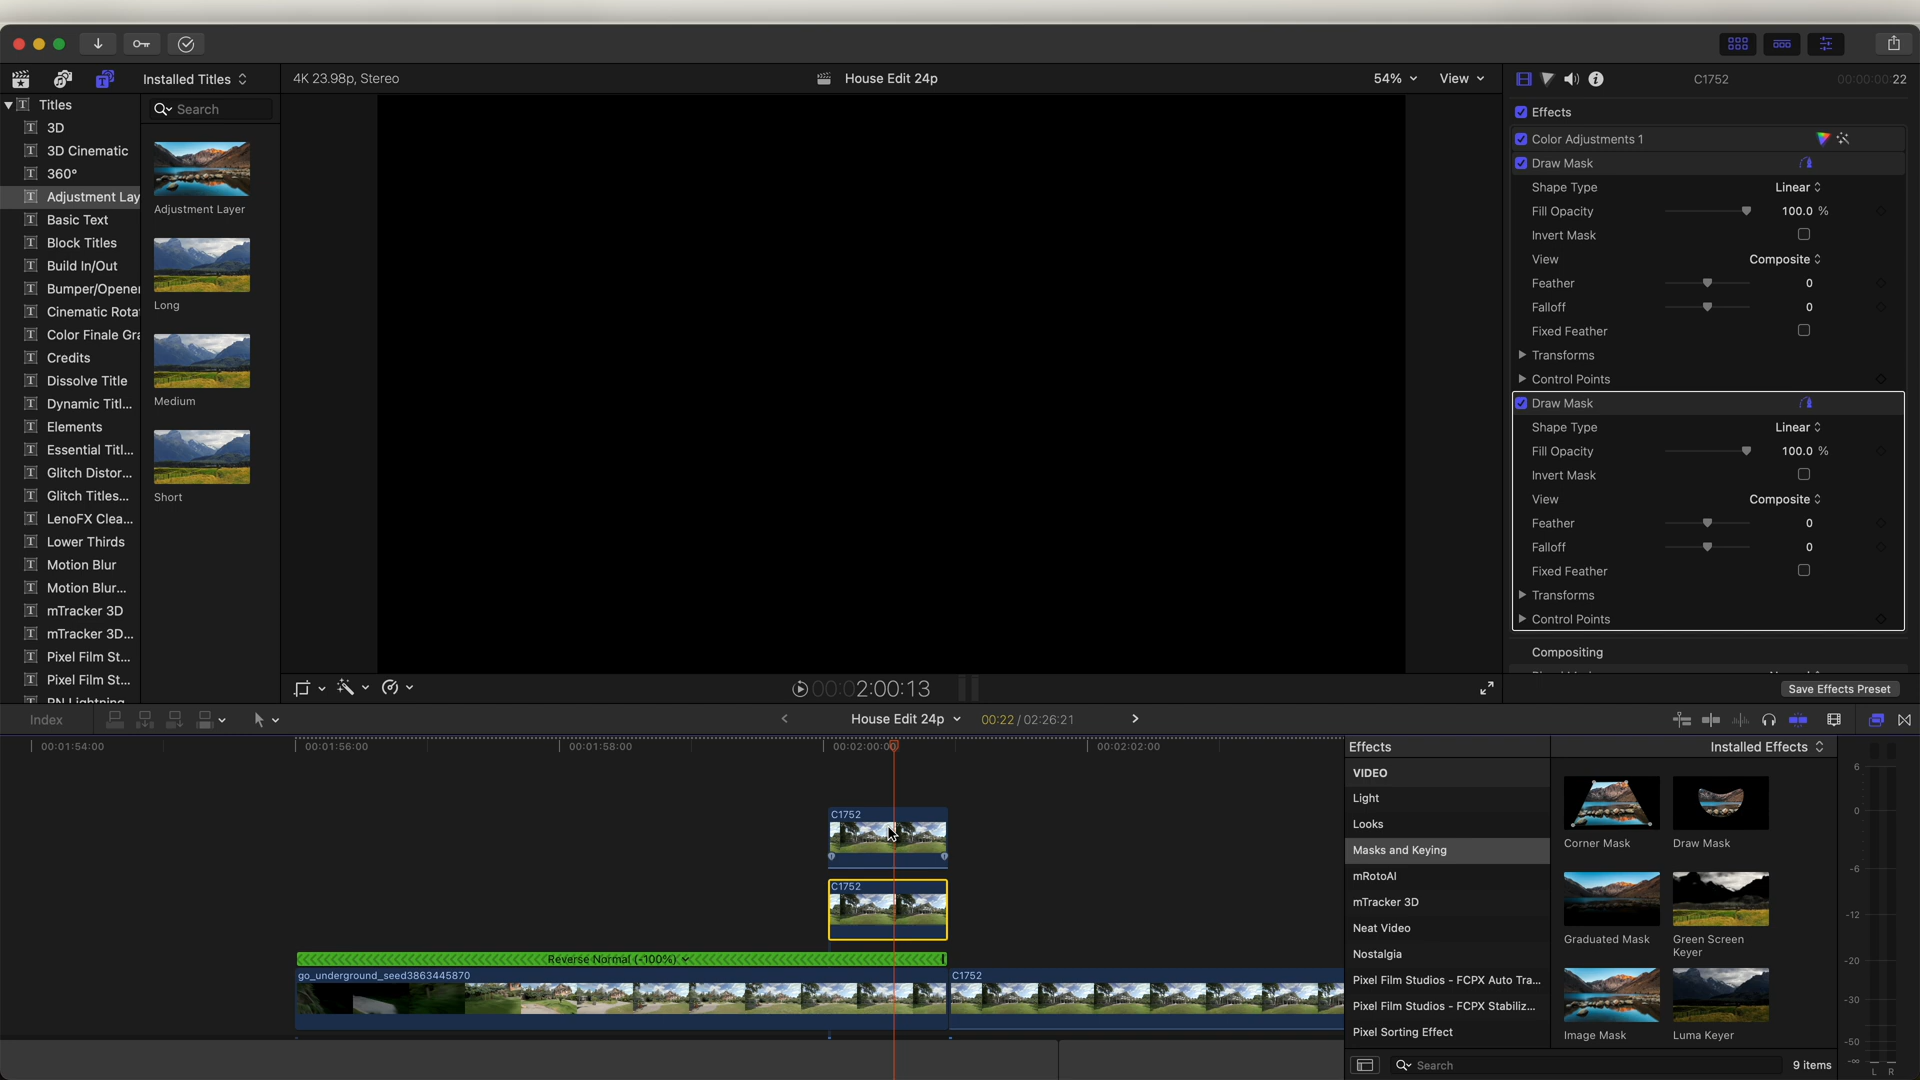 Installed Titles
4K 23.98p, Stereo
House Edit 24p
54%
View
C1752
00:00:00:22
Titles
Search
3D
3D Cinematic
360°
Adjustment Lay
Basic Text
Block Titles
Build In/Out
Bumper/Opener
Cinematic Rota
Color Finale Gra
Credits
Dissolve Title
Dynamic Titl...
Elements
Essential Titl...
Glitch Distor...
Glitch Titles...
LenoFX Clea...
Lower Thirds
Motion Blur
Motion Blur...
mTracker 3D
mTracker 3D...
Pixel Film St...
Pixel Film St...
Adjustment Layer
Long
Medium
Short
Effects
Color Adjustments 1
Draw Mask
Shape Type Linear
Fill Opacity 100.0 %
Invert Mask
View Composite
Feather 0
Falloff 0
Fixed Feather
Transforms
Control Points
Draw Mask
Shape Type Linear
Fill Opacity 100.0 %
Invert Mask
View Composite
Feather 0
Falloff 0
Fixed Feather
Transforms
Control Points
Compositing
Save Effects Preset
00:02:00:13
Index
House Edit 24p
00:22 / 02:26:21
00:01:54:00
00:01:56:00
00:01:58:00
00:02:00:00
00:02:02:00
C1752
C1752
Reverse Normal (-100%)
go_underground_seed3863445870
C1752
Effects
Installed Effects
VIDEO
Light
Looks
Masks and Keying
mRotoAI
mTracker 3D
Neat Video
Nostalgia
Pixel Film Studios - FCPX Auto Tra...
Pixel Film Studios - FCPX Stabiliz...
Pixel Sorting Effect
Corner Mask
Draw Mask
Graduated Mask
Green Screen
Keyer
Image Mask
Luma Keyer
Search
9 items
6
0
-6
-12
-20
-30
-50
-∞
L R